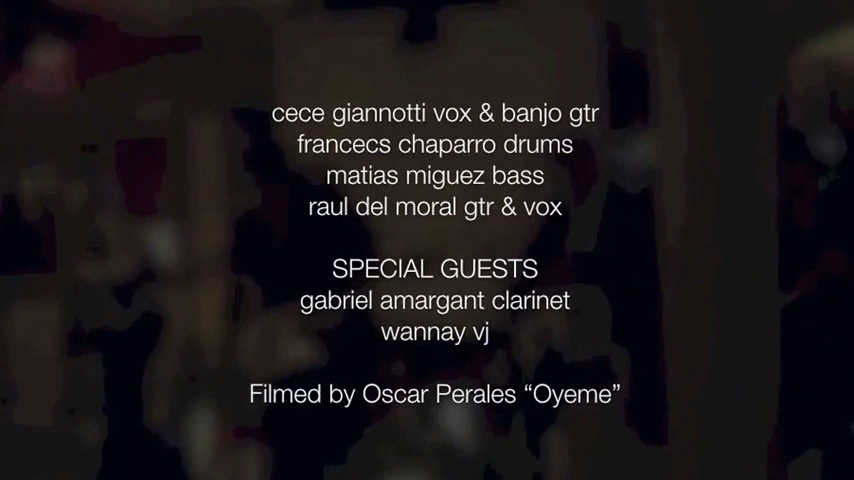 cece giannotti vox & banjo gtr
francecs chaparro drums
matias miguez bass
raul del moral gtr & vox
SPECIAL GUESTS
gabriel amargant clarinet
wannay vj
Filmed by Oscar Perales “Oyeme”